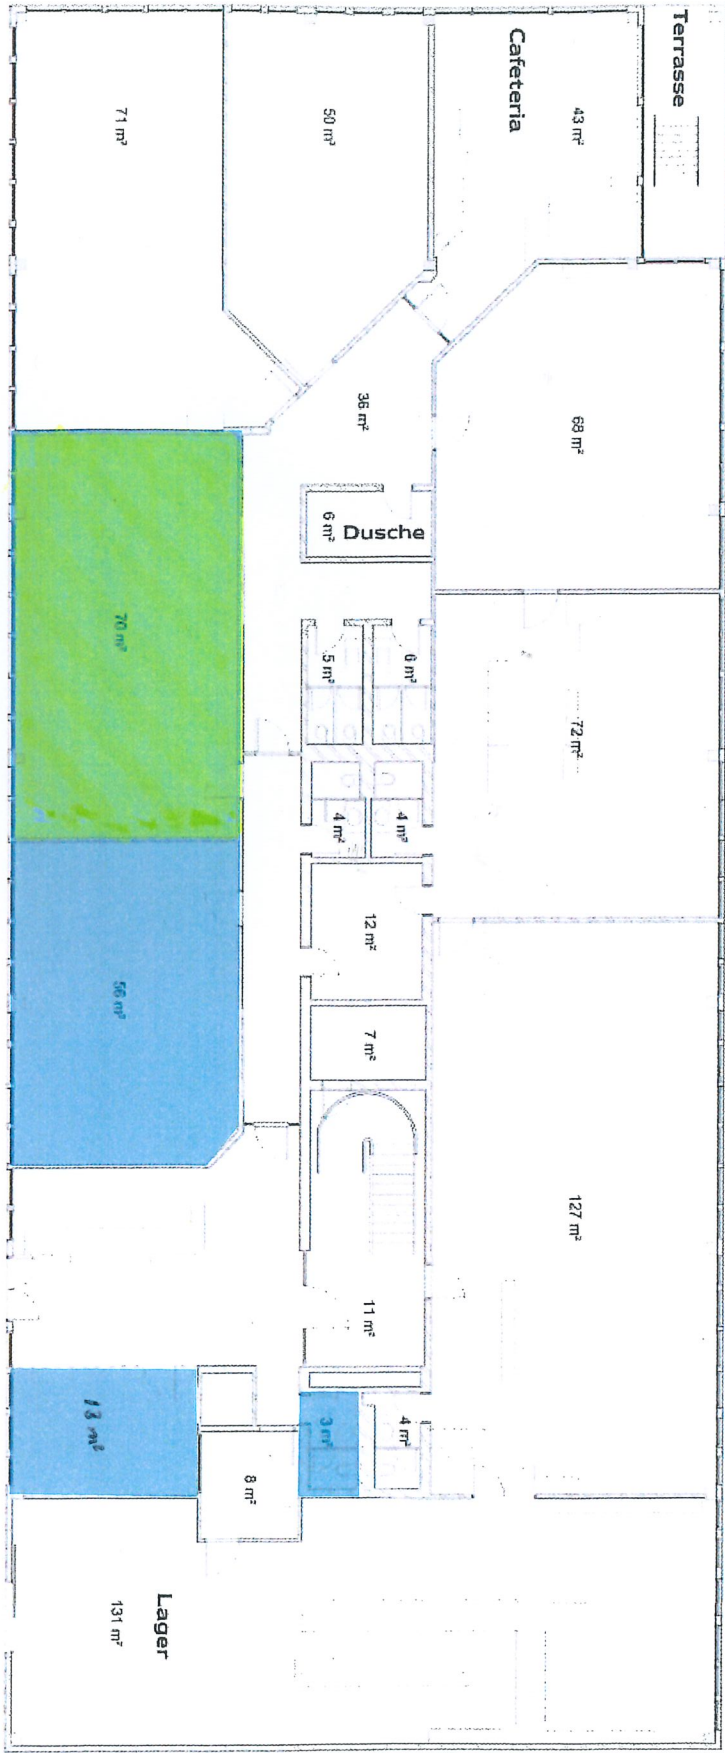 Terrasse
43 m²
Cafeteria
50 m²
71 m²
68 m²
36 m²
6 m²
Dusche
70 m²
6 m²
5 m²
72 m²
4 m²
4 m²
12 m²
56 m²
7 m²
127 m²
11 m²
13 m²
3 m²
4 m²
8 m²
Lager
131 m²